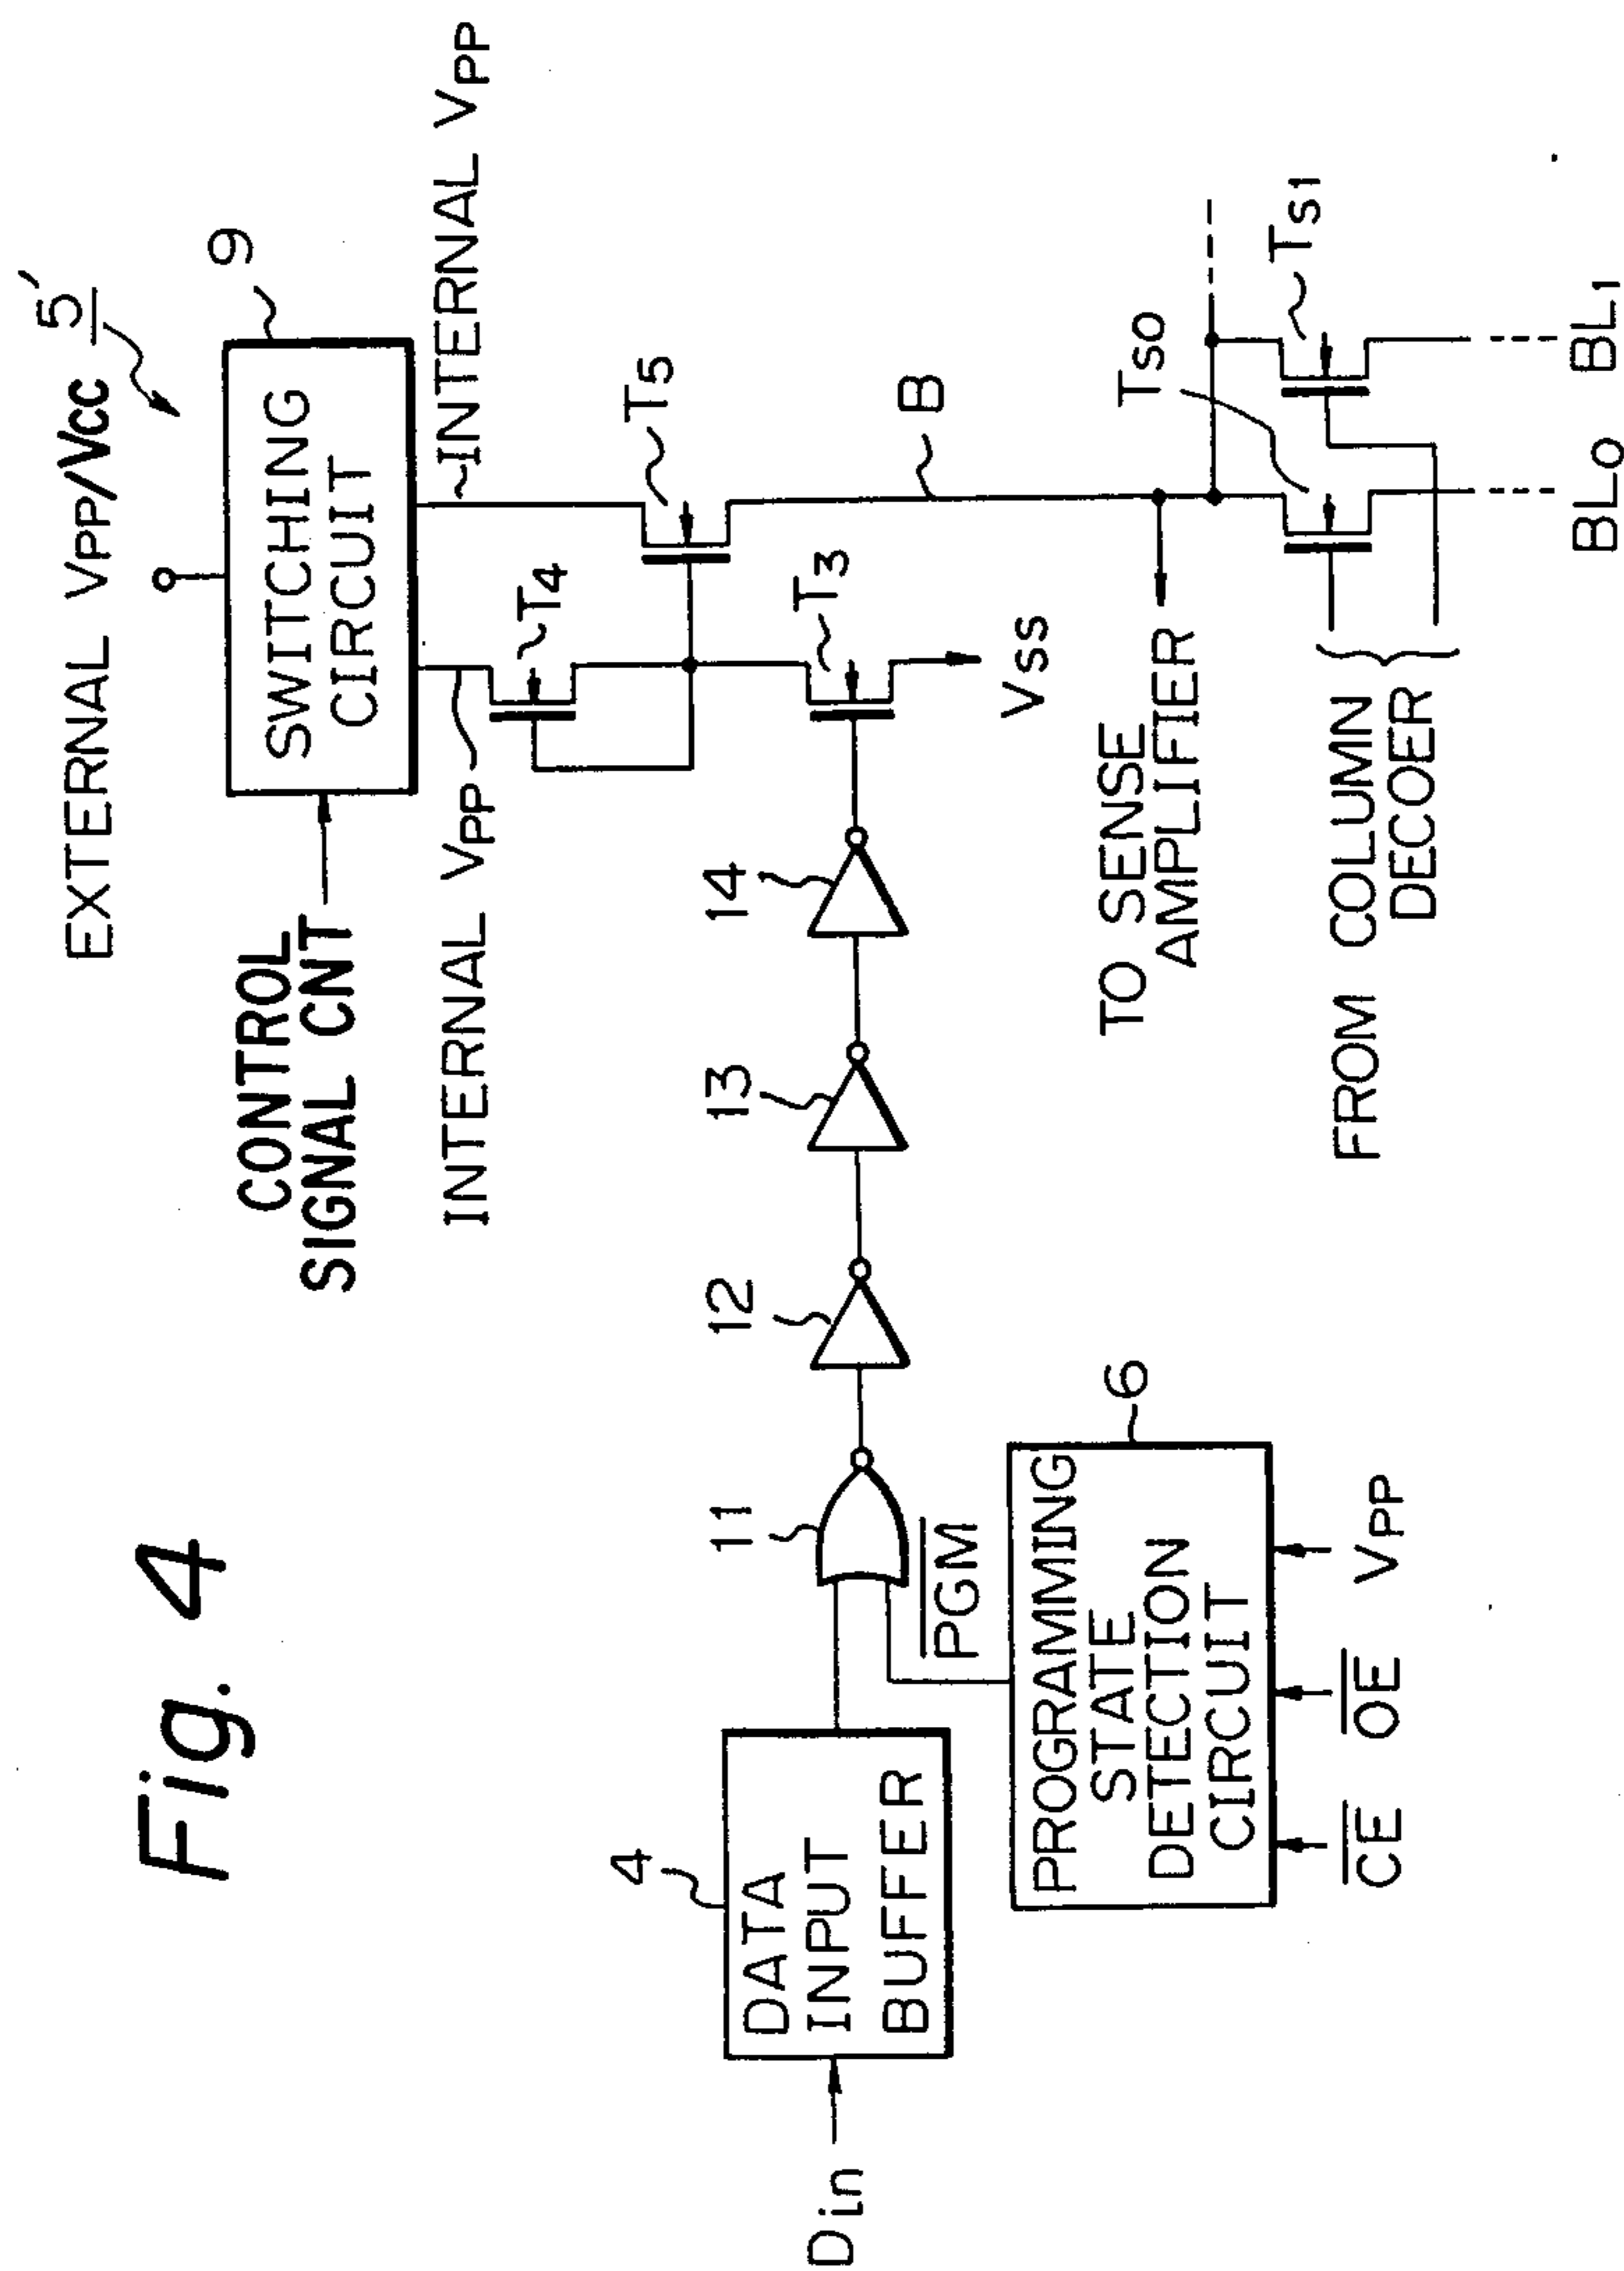 Fig. 4
EXTERNAL VPP/VCC
5'
9
SWITCHING
CIRCUIT
CONTROL
SIGNAL CNT
INTERNAL VPP
INTERNAL VPP
T4
T5
T3
VSS
B
11
12
13
14
4
DATA
INPUT
BUFFER
Din
PGM
6
PROGRAMMING
STATE
DETECTION
CIRCUIT
CE
OE
VPP
TO SENSE
AMPLIFIER
TS0
TS1
FROM COLUMN
DECOER
BL0
BL1